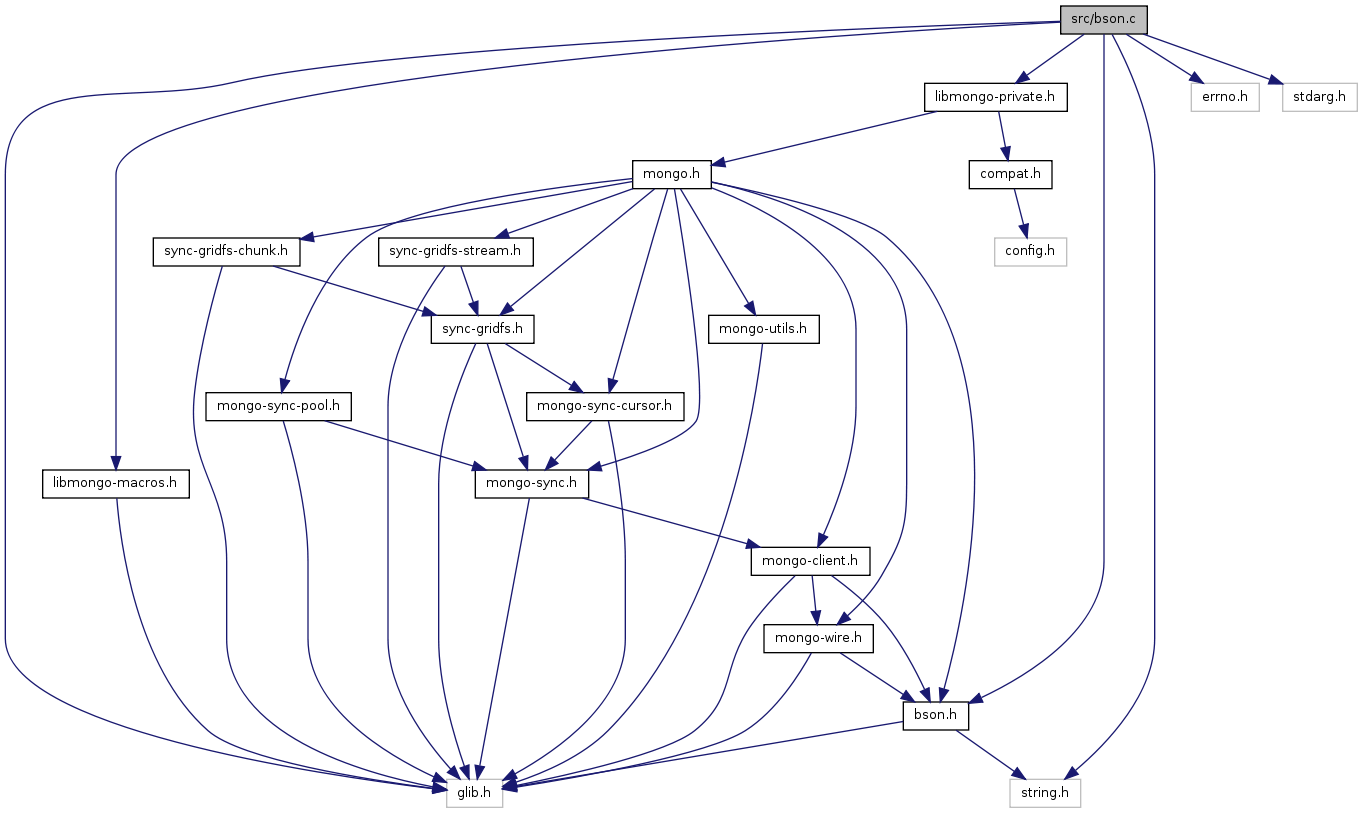 src/bson.c
libmongo-private.h
errno.h
stdarg.h
mongo.h
compat.h
sync-gridfs-chunk.h
sync-gridfs-stream.h
config.h
sync-gridfs.h
mongo-utils.h
mongo-sync-pool.h
mongo-sync-cursor.h
libmongo-macros.h
mongo-sync.h
mongo-client.h
mongo-wire.h
bson.h
glib.h
string.h